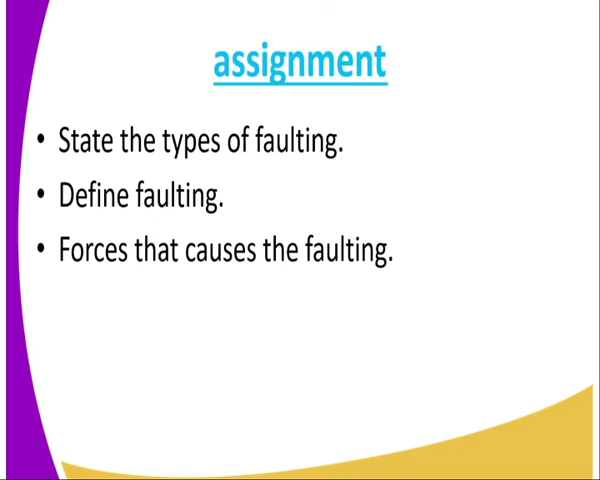 assignment
• State the types of faulting.
• Define faulting.
• Forces that causes the faulting.